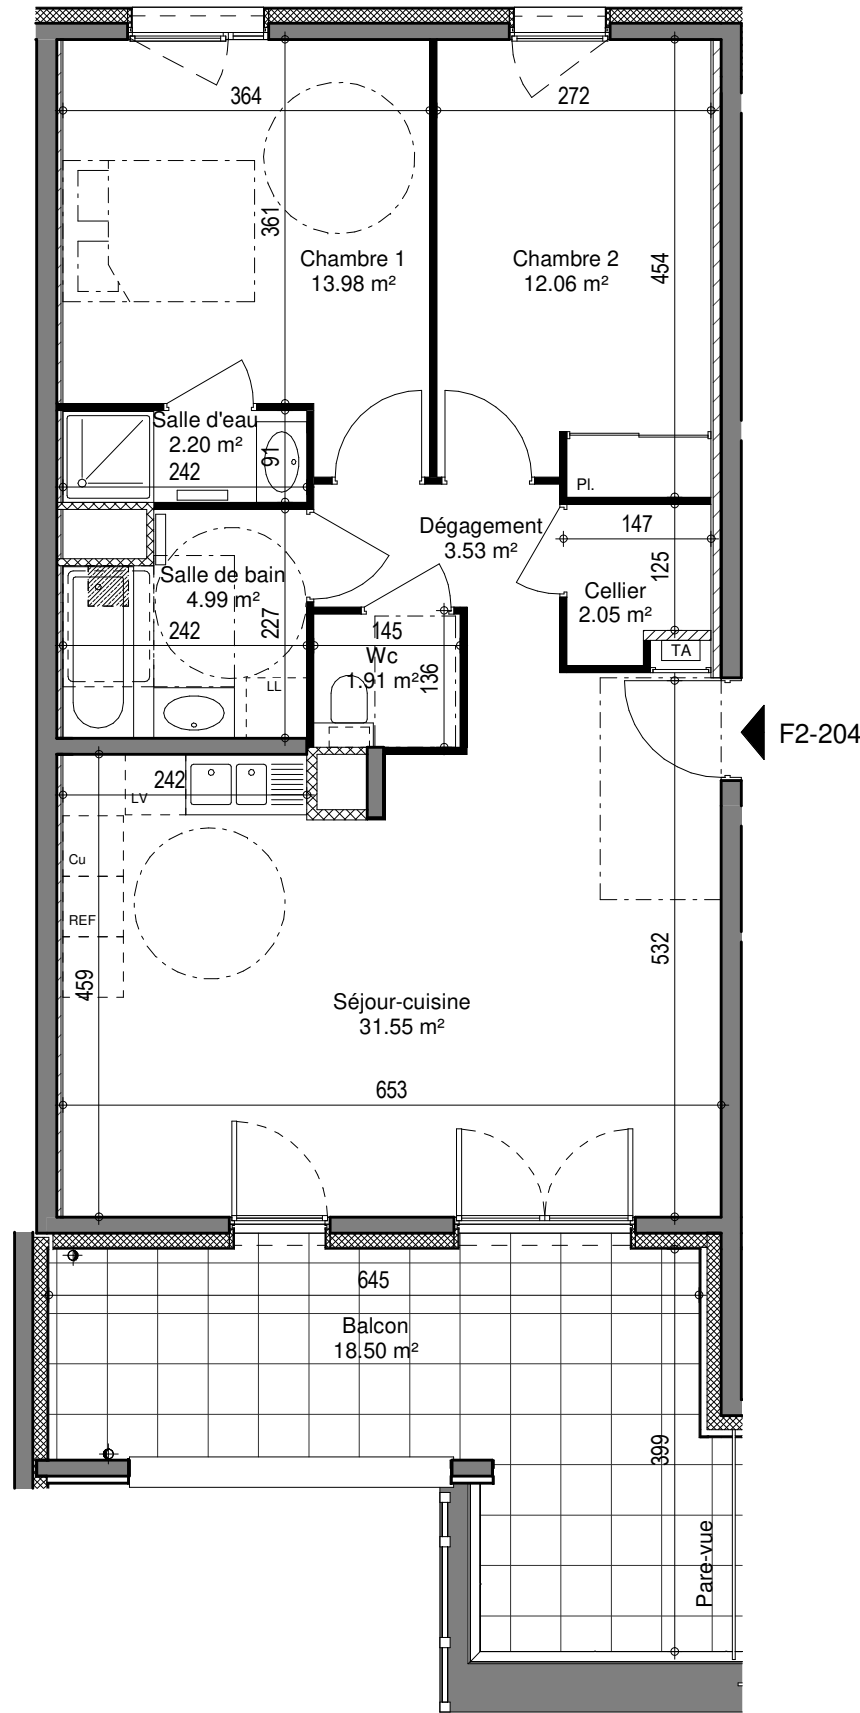 364
272
361
454
Chambre 1
13.98 m²
Chambre 2
12.06 m²
Salle d'eau
2.20 m²
242
91
Pl.
Dégagement
3.53 m²
147
125
Cellier
2.05 m²
Salle de bain
4.99 m²
242
227
145
Wc
1.91 m²
136
LL
TA
F2-204
242
LV
Cu
REF
459
532
Séjour-cuisine
31.55 m²
653
645
Balcon
18.50 m²
399
Pare-vue